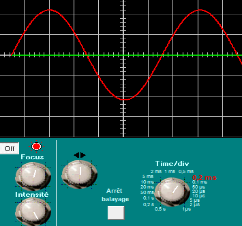 Off
Focus
Intensité
Arrêt
balayage
Time/div
2 ms 1 ms 0,5 ms
5 ms
10 ms
20 ms
50 ms
0,1 s
0,2 s
0,5 s
0,2 ms
0,1 ms
50 µs
20 µs
10 µs
5 µs
2 µs
1 µs